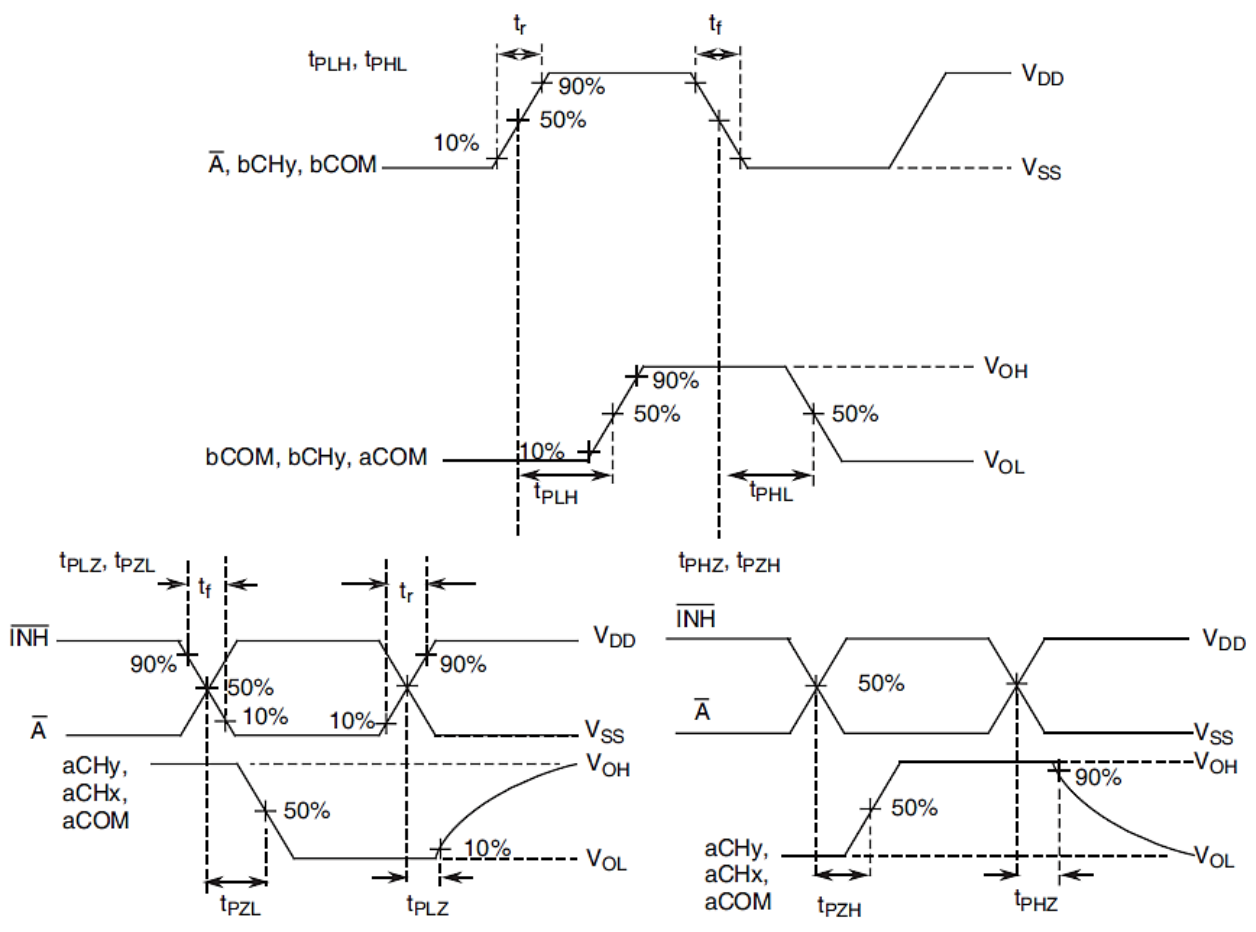 tr tf
tPLH, tPHL
VDD
90%
50%
10%
A̅, bCHy, bCOM
VSS
VOH
90%
50% 50%
10%
bCOM, bCHy, aCOM
VOL
tPLH tPHL
tPLZ, tPZL
tf tr
I̅N̅H̅
VDD
90% 90%
50%
10% 10%
A̅
VSS
aCHy,
aCHx,
aCOM
VOH
50%
10%
VOL
tPZL tPLZ
tPHZ, tPZH
I̅N̅H̅
VDD
50%
A̅
VSS
VOH
90%
50%
aCHy,
aCHx,
aCOM
VOL
tPZH tPHZ